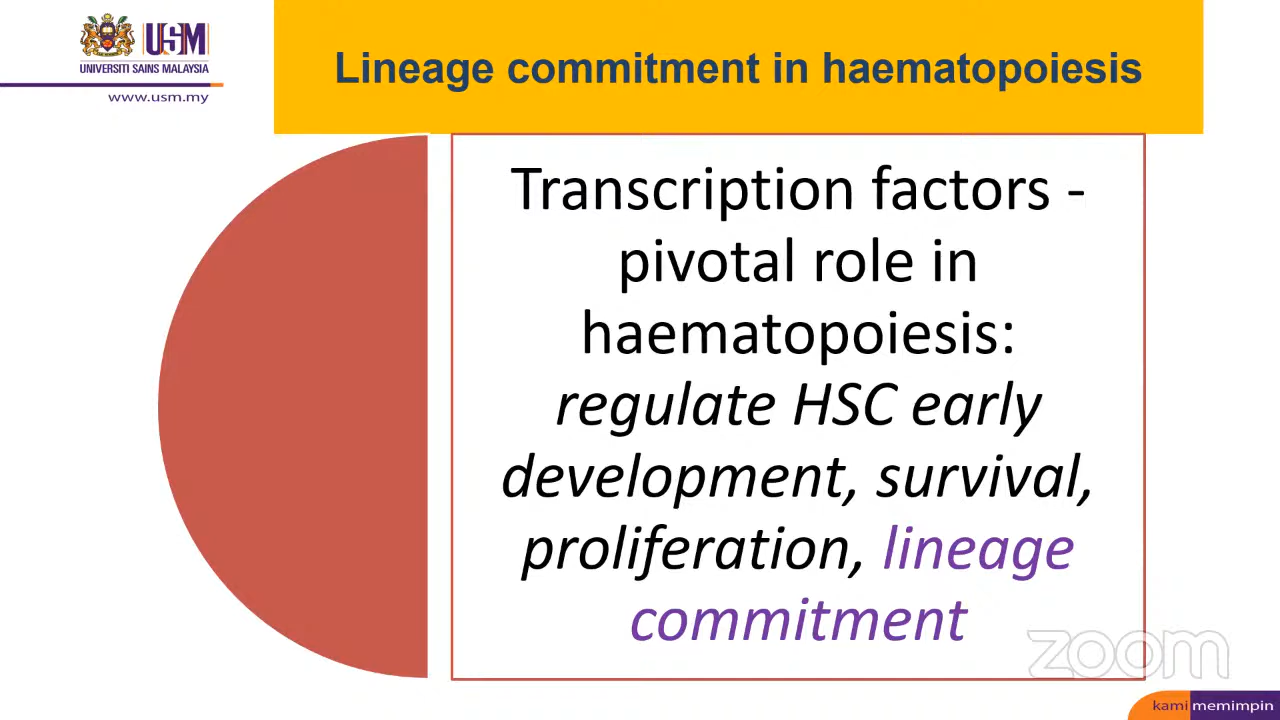 USM
UNIVERSITI SAINS MALAYSIA
www.usm.my
Lineage commitment in haematopoiesis
Transcription factors -
pivotal role in
haematopoiesis:
regulate HSC early
development, survival,
proliferation, lineage
commitment
zoom
kami memimpin